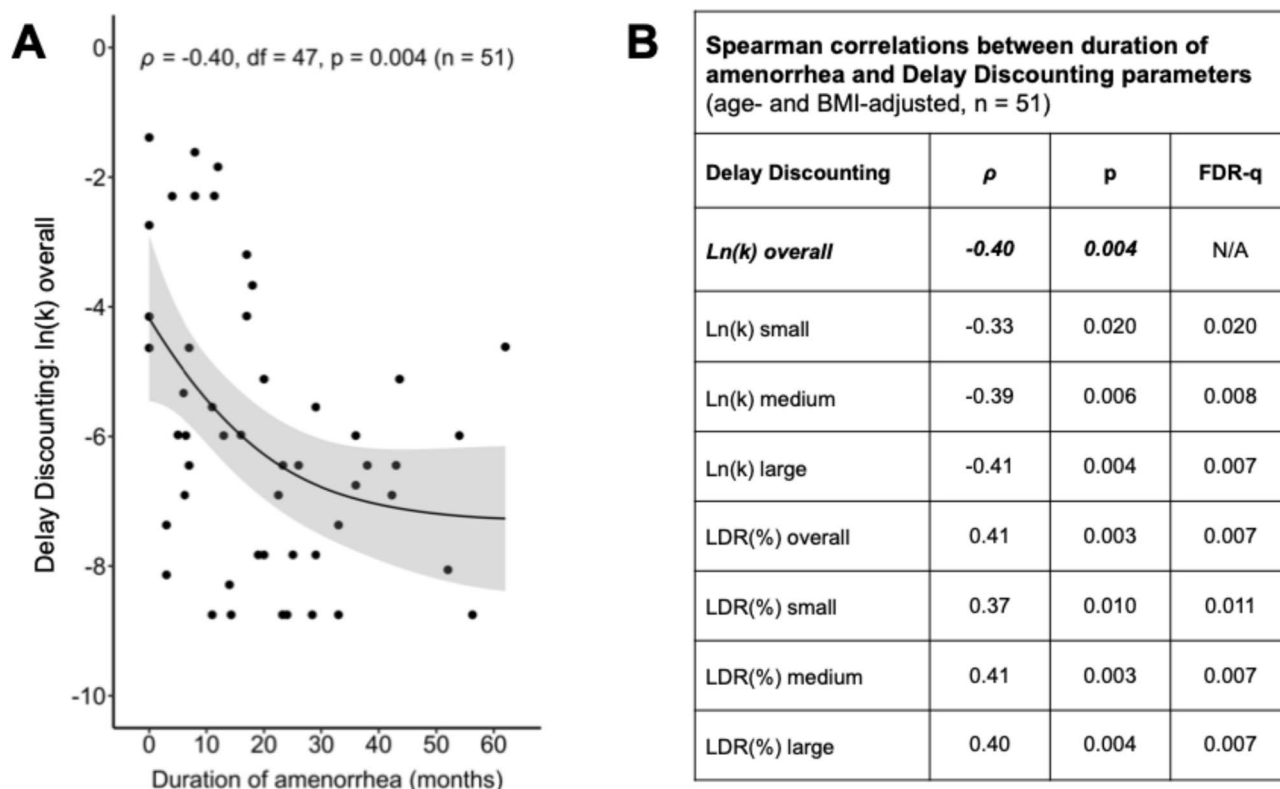 A
ρ = -0.40, df = 47, p = 0.004 (n = 51)
0
-2
-4
-6
-8
-10
Delay Discounting: ln(k) overall
0 10 20 30 40 50 60
Duration of amenorrhea (months)
B
Spearman correlations between duration of
amenorrhea and Delay Discounting parameters
(age- and BMI-adjusted, n = 51)
Delay Discounting ρ p FDR-q
Ln(k) overall -0.40 0.004 N/A
Ln(k) small -0.33 0.020 0.020
Ln(k) medium -0.39 0.006 0.008
Ln(k) large -0.41 0.004 0.007
LDR(%) overall 0.41 0.003 0.007
LDR(%) small 0.37 0.010 0.011
LDR(%) medium 0.41 0.003 0.007
LDR(%) large 0.40 0.004 0.007